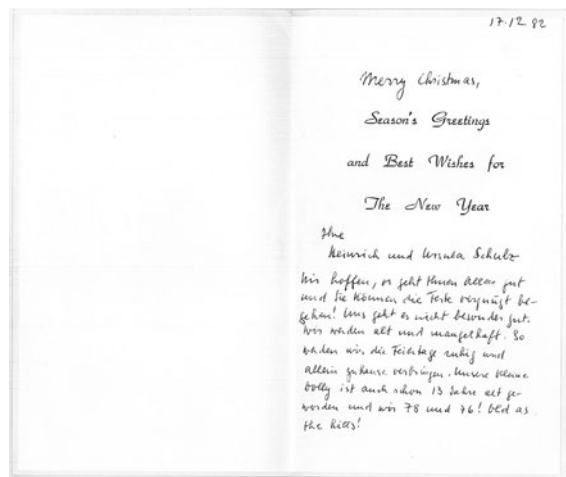 17.12 82
Merry Christmas,
Season's Greetings
and Best Wishes for
The New Year
Ihre
Heinrich und Ursula Schulz
Wir hoffen, es geht Ihnen Allen gut
und Sie können die Feste vergnügt be-
gehen! Uns geht es nicht besonders gut.
Wir werden alt und mangelhaft. So
werden wir die Feiertage ruhig und
allein zuhause verbringen. Unsere kleine
Dolly ist auch schon 13 Jahre alt ge-
worden und wir 78 und 76! Old as
the hills!